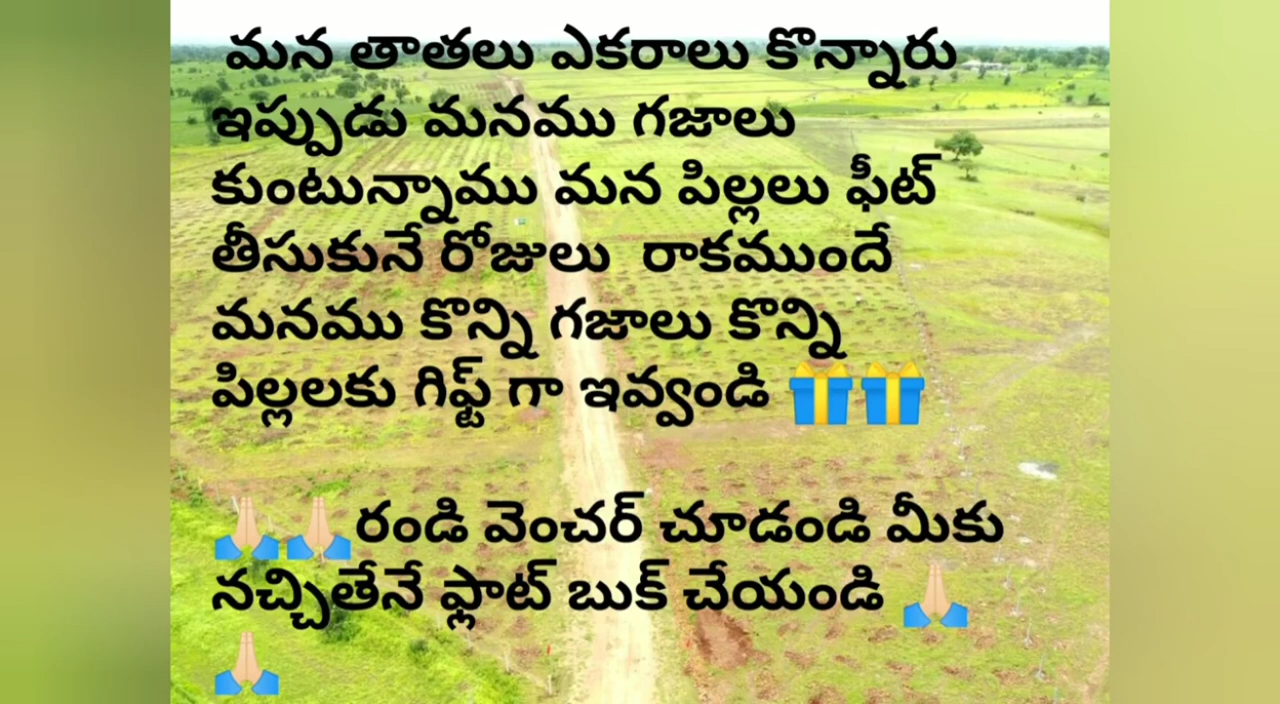 మన తాతలు ఎకరాలు కొన్నారు
ఇప్పుడు మనము గజాలు
కుంటున్నాము మన పిల్లలు ఫీట్
తీసుకునే రోజులు రాకముందే
మనము కొన్ని గజాలు కొన్ని
పిల్లలకు గిఫ్ట్ గా ఇవ్వండి 🎁🎁
🙏🏻🙏🏻రండి వెంచర్ చూడండి మీకు
నచ్చితేనే ఫ్లాట్ బుక్ చేయండి 🙏🏻
🙏🏻